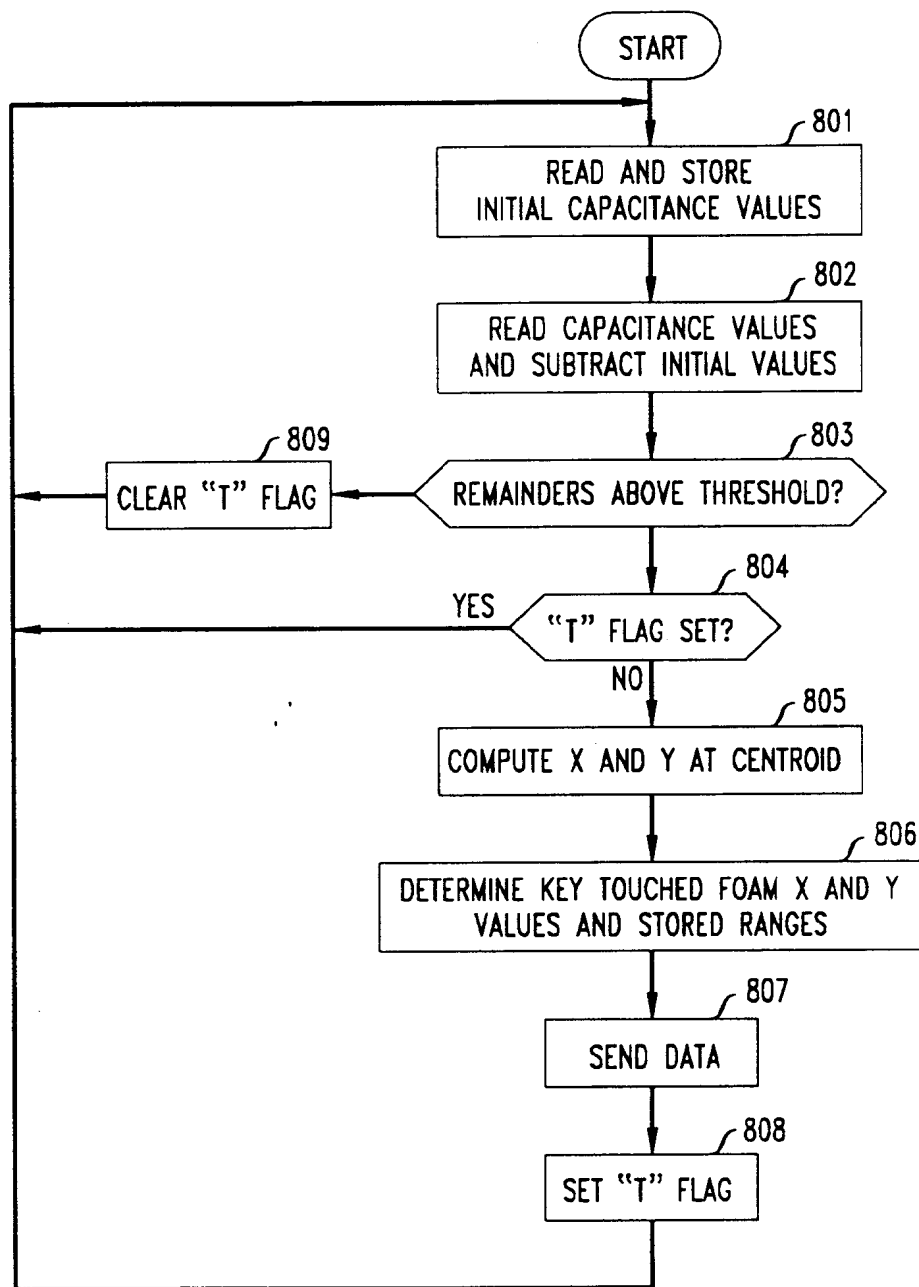 START
801
READ AND STORE
INITIAL CAPACITANCE VALUES
802
READ CAPACITANCE VALUES
AND SUBTRACT INITIAL VALUES
809
CLEAR "T" FLAG
803
REMAINDERS ABOVE THRESHOLD?
804
YES
"T" FLAG SET?
NO
805
COMPUTE X AND Y AT CENTROID
806
DETERMINE KEY TOUCHED FOAM X AND Y
VALUES AND STORED RANGES
807
SEND DATA
808
SET "T" FLAG